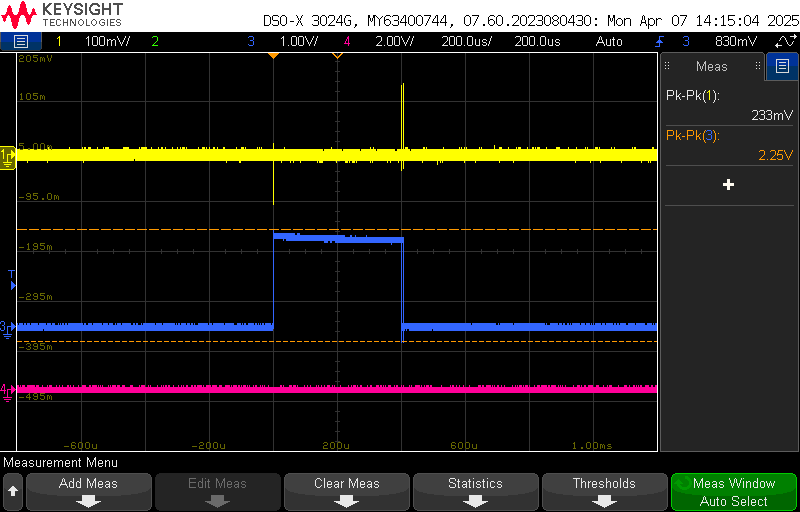 KEYSIGHT
TECHNOLOGIES
DSO-X 3024G, MY63400744, 07.60.2023080430: Mon Apr 07 14:15:04 2025
1 100mV/ 2 3 1.00V/ 4 2.00V/ 200.0us/ 200.0us Auto 3 830mV
205mV
105m
5.00m
-95.0m
-195m
-295m
-395m
-495m
1
T
3
4
-600u -200u 200u 600u 1.00ms
Meas
Pk-Pk(1):
233mV
Pk-Pk(3):
2.25V
Measurement Menu
Add Meas
Edit Meas
Clear Meas
Statistics
Thresholds
Meas Window
Auto Select